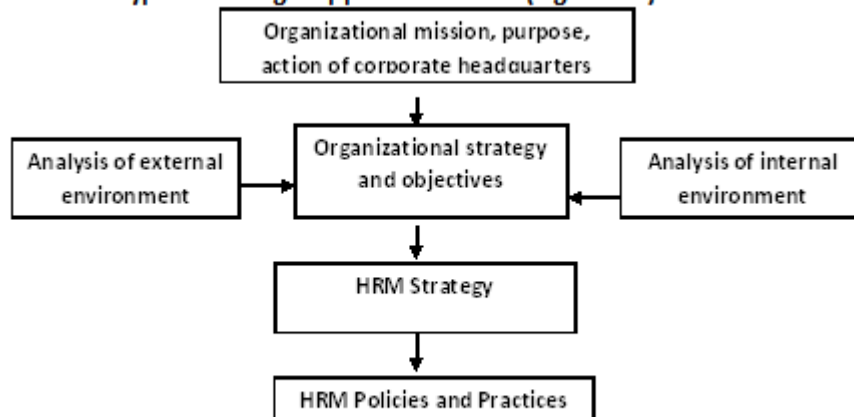 Organizational mission, purpose,
action of corporate headquarters
Organizational strategy
and objectives
Analysis of external
environment
Analysis of internal
environment
HRM Strategy
HRM Policies and Practices